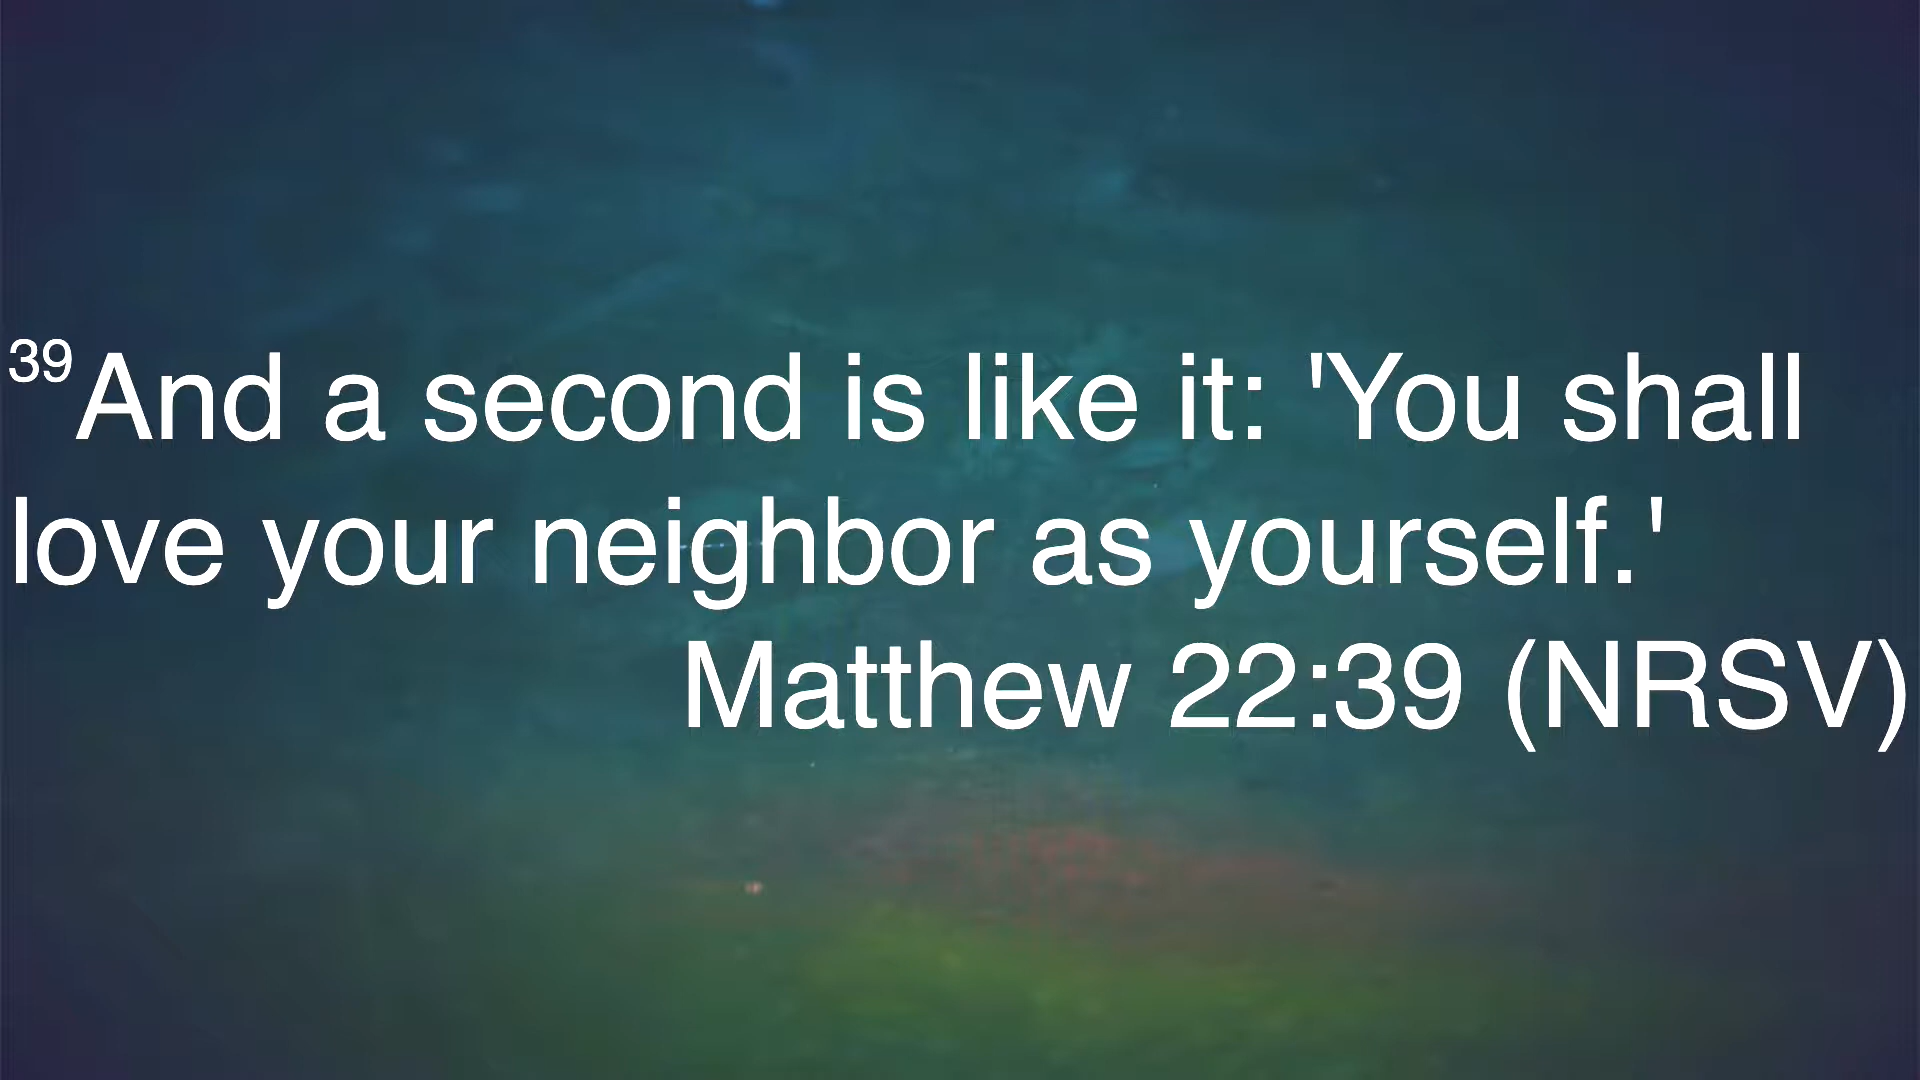 39And a second is like it: 'You shall
love your neighbor as yourself.'
Matthew 22:39 (NRSV)